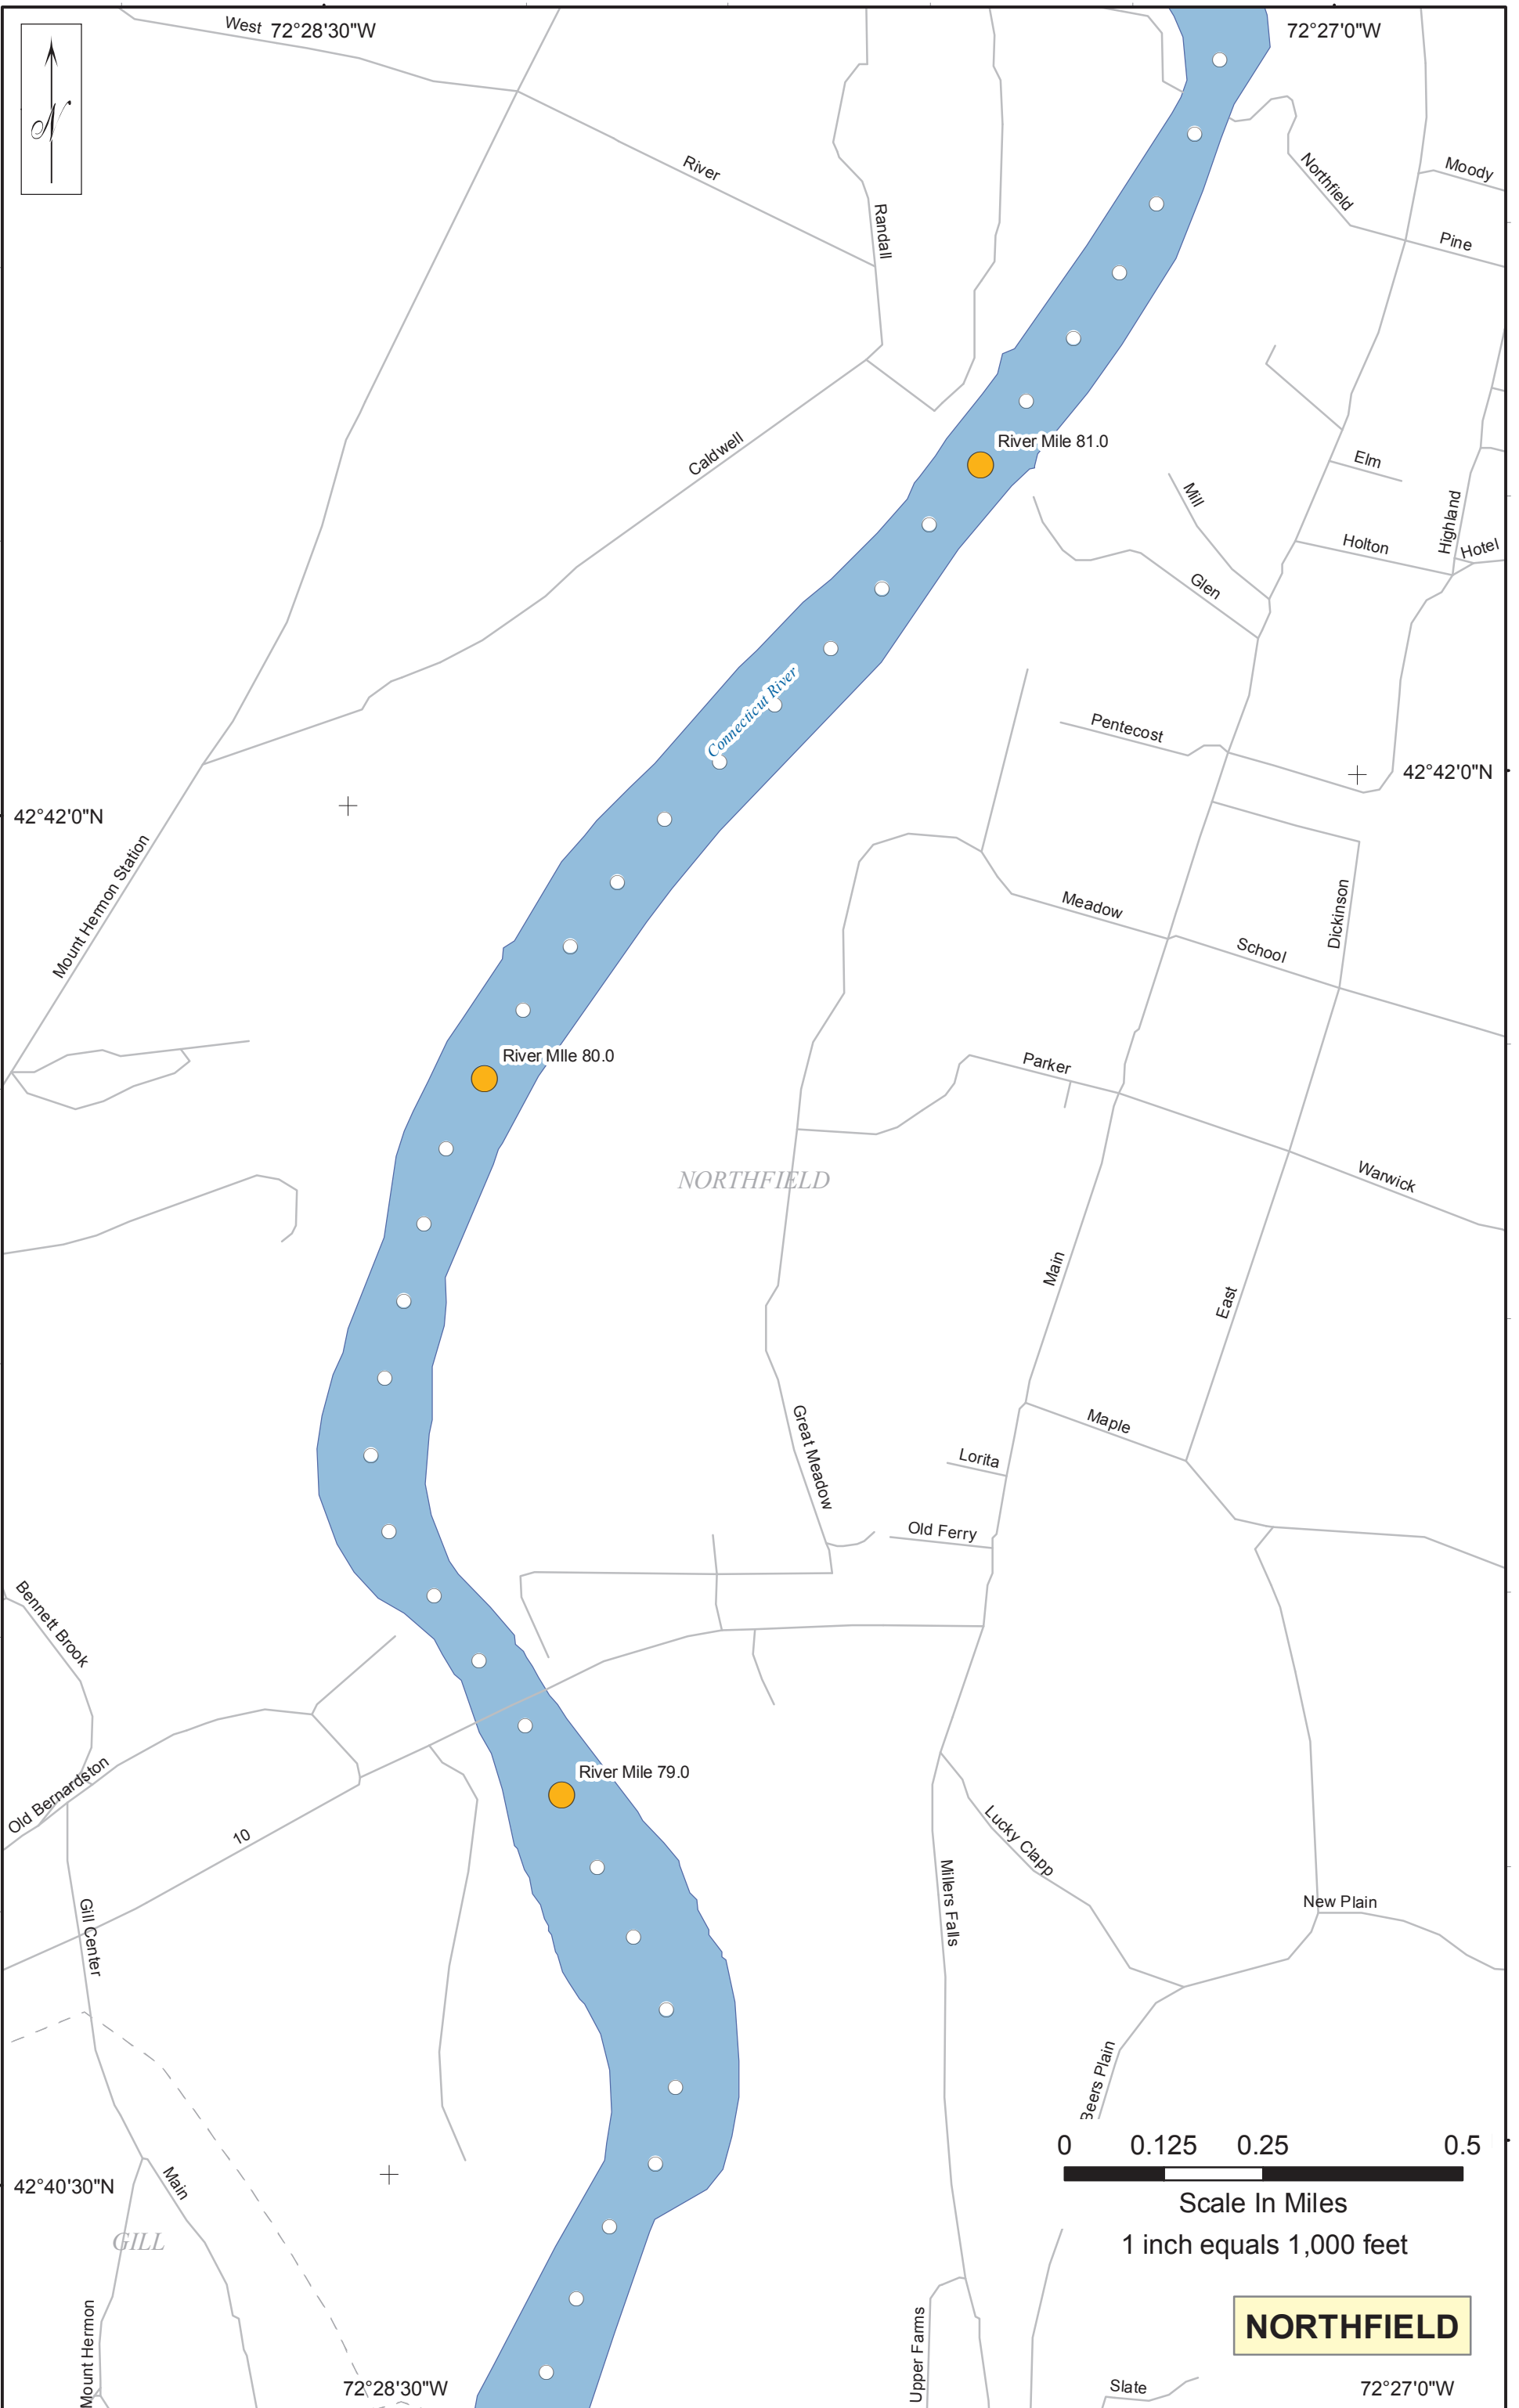 West
72°28'30"W
72°27'0"W
N
River
Randall
Northfield
Moody
Pine
River Mile 81.0
Caldwell
Elm
Mill
Highland
Holton
Hotel
Glen
Connecticut River
Pentecost
42°42'0"N
42°42'0"N
Mount Hermon Station
Meadow
School
Dickinson
River MIle 80.0
Parker
NORTHFIELD
Warwick
Main
East
Great Meadow
Maple
Lorita
Old Ferry
Bennett Brook
River Mile 79.0
Old Bernardston
10
Lucky Clapp
Millers Falls
New Plain
Gill Center
Beers Plain
0 0.125 0.25 0.5
Scale In Miles
1 inch equals 1,000 feet
42°40'30"N
Main
GILL
NORTHFIELD
Mount Hermon
Upper Farms
72°28'30"W
Slate
72°27'0"W